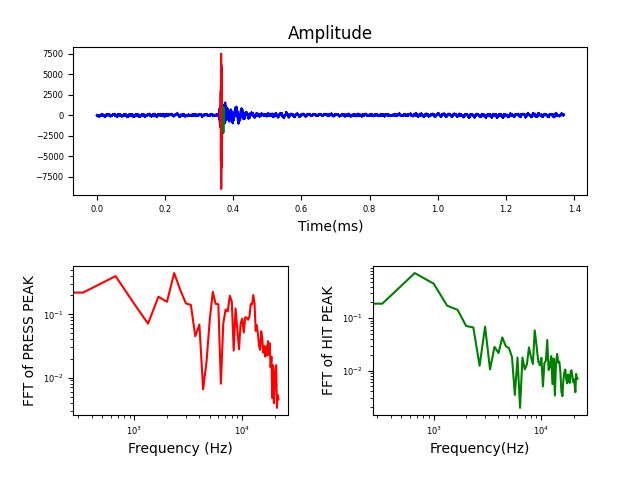 Amplitude
7500
5000
2500
0
−2500
−5000
−7500
0.0 0.2 0.4 0.6 0.8 1.0 1.2 1.4
Time(ms)
FFT of PRESS PEAK
10⁻¹
10⁻²
10³ 10⁴
Frequency (Hz)
FFT of HIT PEAK
10⁻¹
10⁻²
10³ 10⁴
Frequency(Hz)